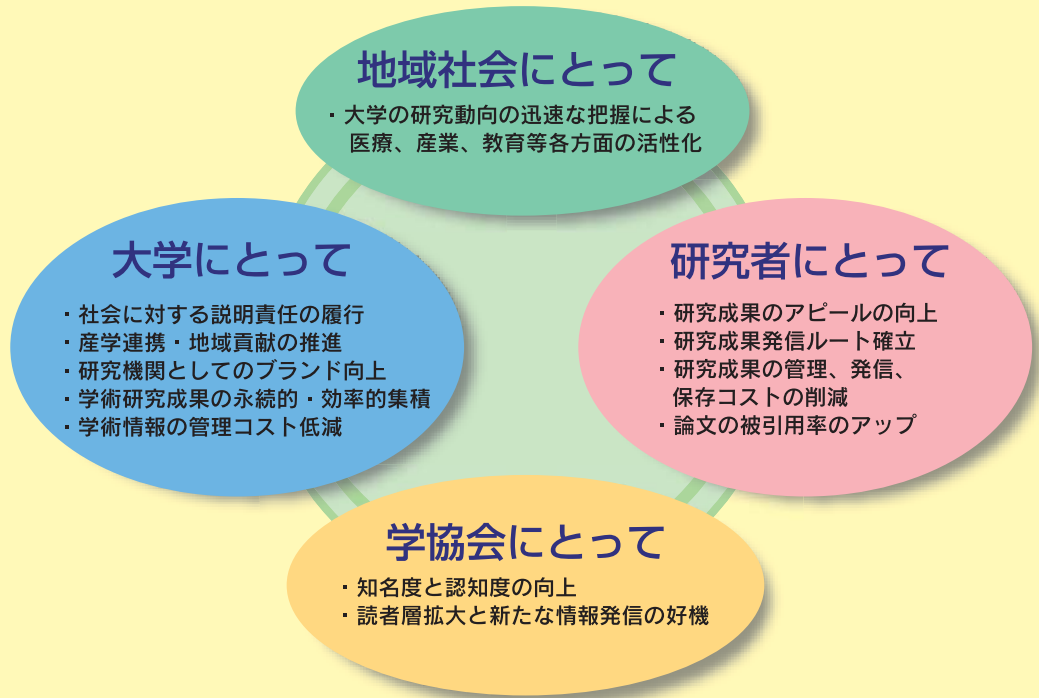 地域社会にとって
・大学の研究動向の迅速な把握による
医療、産業、教育等各方面の活性化
大学にとって
・社会に対する説明責任の履行
・産学連携・地域貢献の推進
・研究機関としてのブランド向上
・学術研究成果の永続的・効率的集積
・学術情報の管理コスト低減
研究者にとって
・研究成果のアピールの向上
・研究成果発信ルート確立
・研究成果の管理、発信、
保存コストの削減
・論文の被引用率のアップ
学協会にとって
・知名度と認知度の向上
・読者層拡大と新たな情報発信の好機